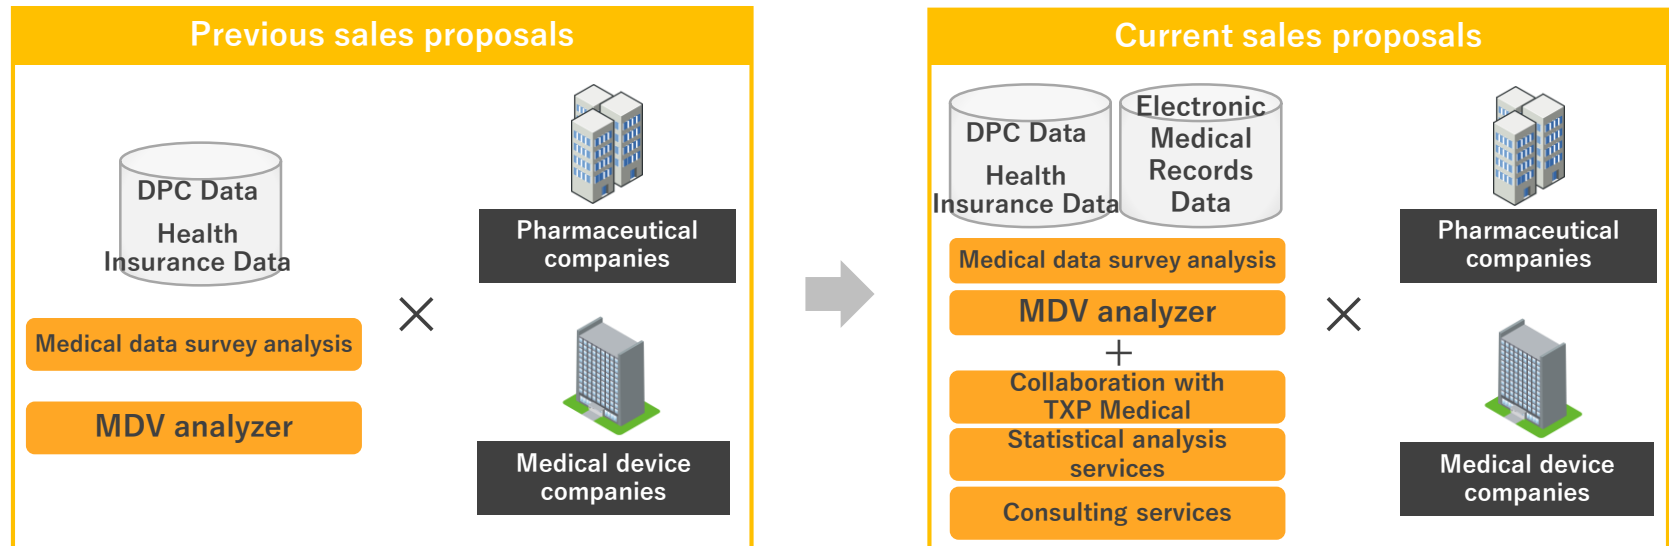 Previous sales proposals
DPC Data
Health
Insurance Data
Medical data survey analysis
MDV analyzer
×
Pharmaceutical
companies
Medical device
companies
Current sales proposals
DPC Data
Health
Insurance Data
Electronic
Medical
Records
Data
Medical data survey analysis
MDV analyzer
+
Collaboration with
TXP Medical
Statistical analysis
services
Consulting services
×
Pharmaceutical
companies
Medical device
companies